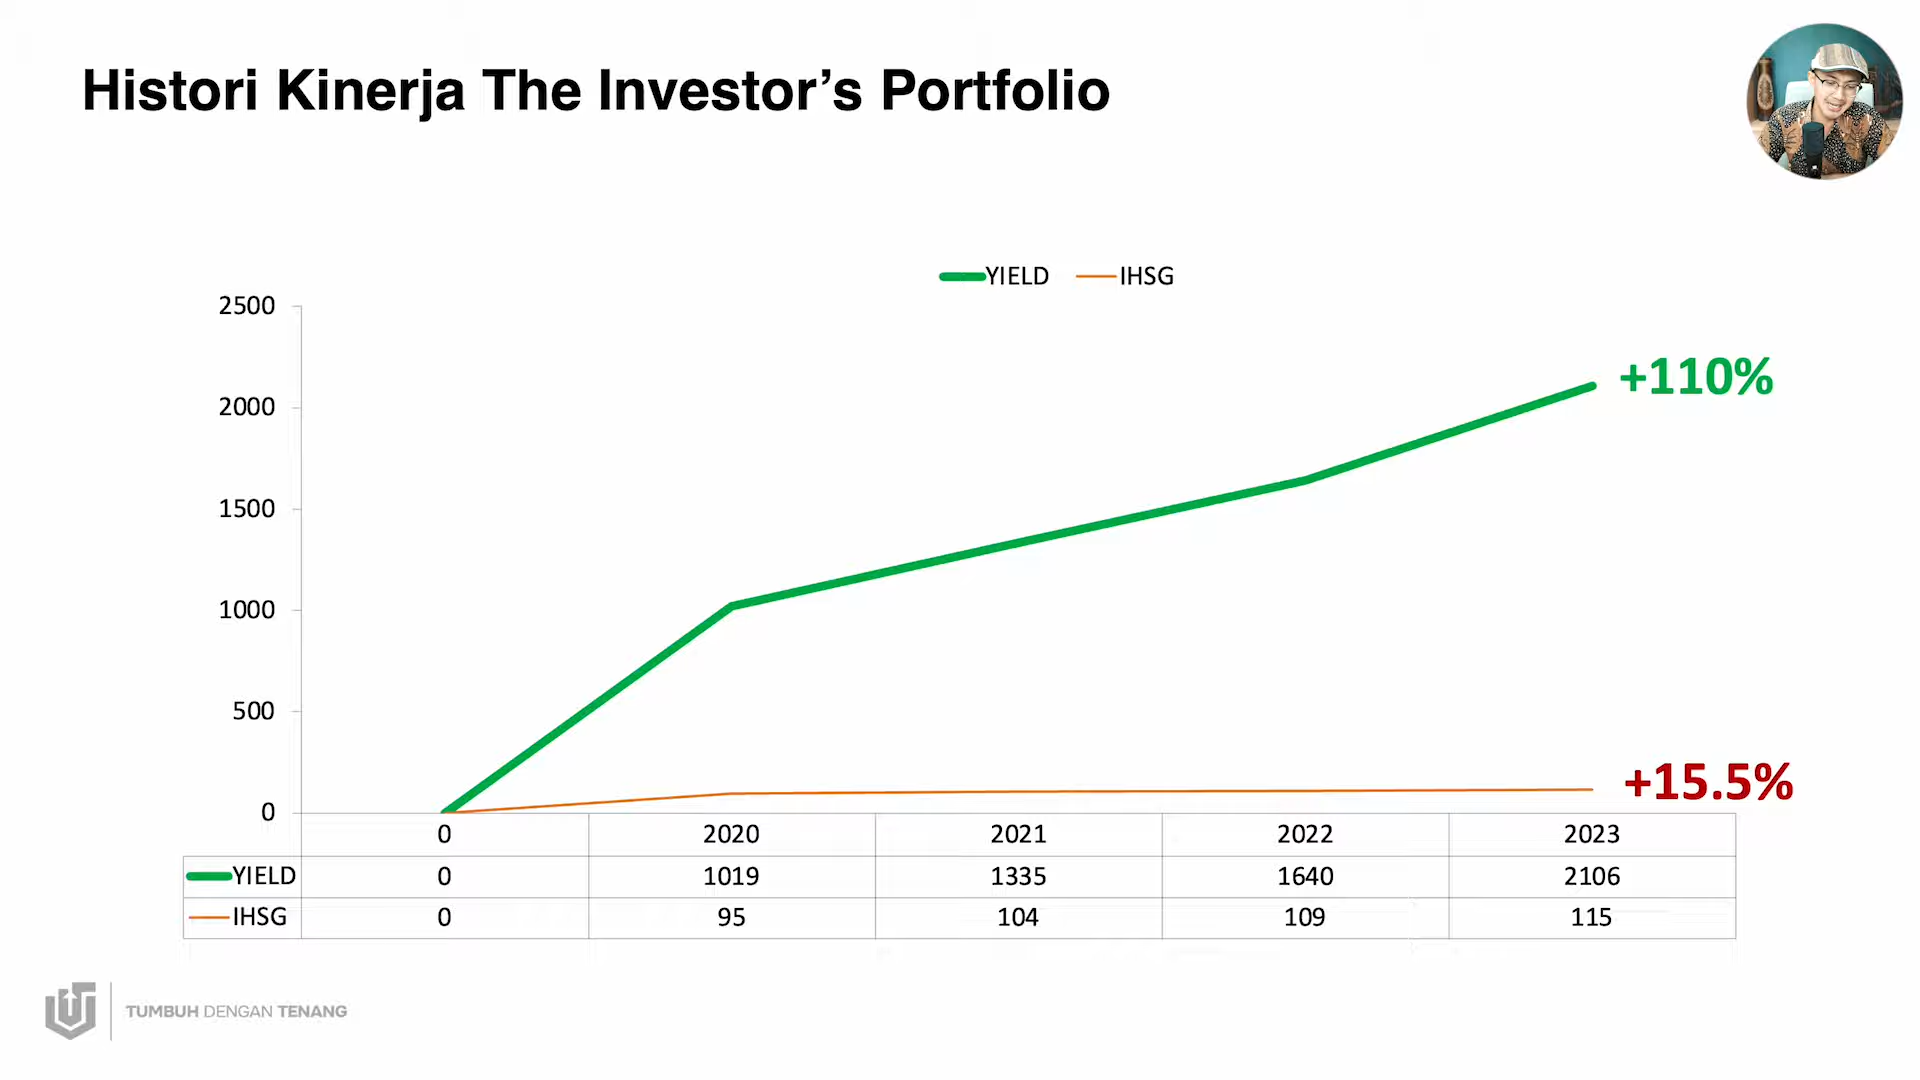 Histori Kinerja The Investor’s Portfolio
YIELD IHSG
2500
2000
1500
1000
500
0
+110%
+15.5%
0 2020 2021 2022 2023
YIELD 0 1019 1335 1640 2106
IHSG 0 95 104 109 115
TUMBUH DENGAN TENANG